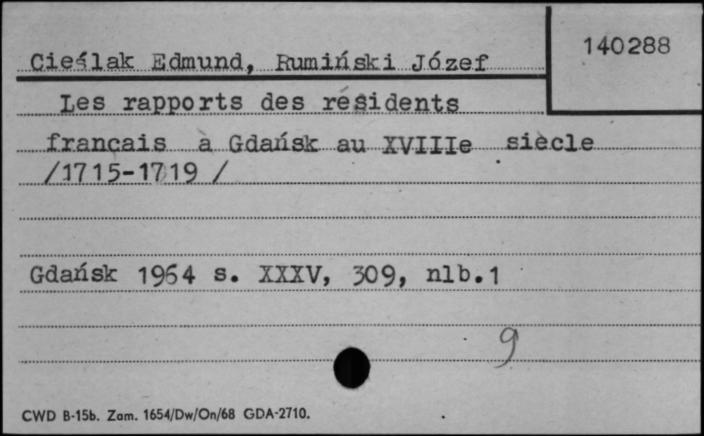 Cieślak Edmund, Rumiński Józef
140288
Les rapports des résidents
français à Gdańsk au XVIIIe siècle
/1715-1719 /
Gdańsk 1964 s. XXXV, 309, nlb.1
9
CWD B-15b. Zam. 1654/Dw/On/68 GDA-2710.